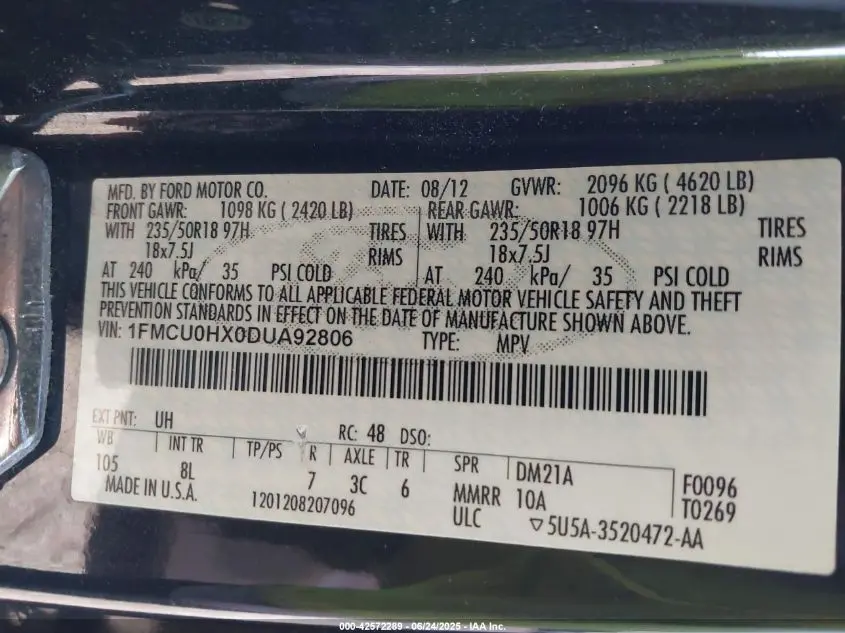 MFD. BY FORD MOTOR CO. DATE: 08/12 GVWR: 2096 KG ( 4620 LB)
FRONT GAWR: 1098 KG ( 2420 LB) REAR GAWR: 1006 KG ( 2218 LB)
WITH 235/50R18 97H TIRES WITH 235/50R18 97H TIRES
18x7.5J RIMS 18x7.5J RIMS
AT 240 kPa/ 35 PSI COLD AT 240 kPa/ 35 PSI COLD
THIS VEHICLE CONFORMS TO ALL APPLICABLE FEDERAL MOTOR VEHICLE SAFETY AND THEFT
PREVENTION STANDARDS IN EFFECT ON THE DATE OF MANUFACTURE SHOWN ABOVE.
VIN: 1FMCU0HX0DUA92806 TYPE: MPV
EXT PNT: UH RC: 48 DSO:
WB INT TR TP/PS R AXLE TR SPR DM21A F0096
105 8L 7 3C 6 MMRR 10A T0269
MADE IN U.S.A. 1201208207096 ULC ▽5U5A-3520472-AA
000-42572289 - 06/24/2025 - IAA Inc.